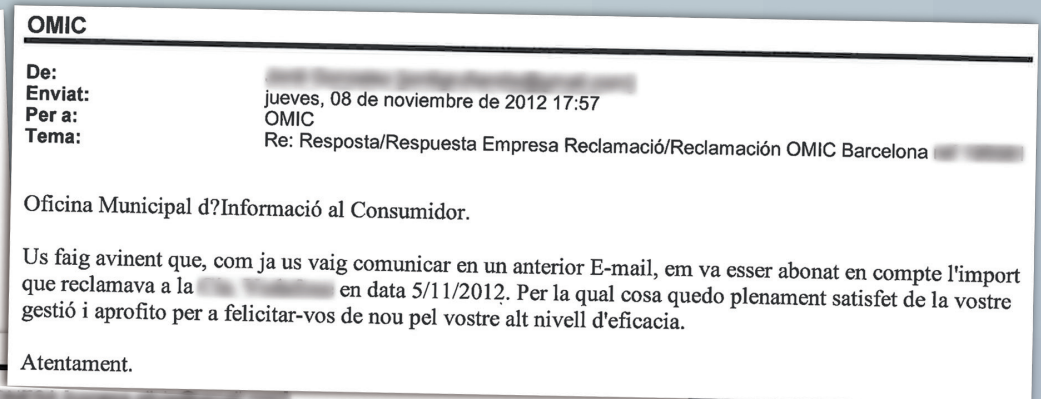 OMIC
De:
Enviat: jueves, 08 de noviembre de 2012 17:57
Per a: OMIC
Tema: Re: Resposta/Respuesta Empresa Reclamació/Reclamación OMIC Barcelona
Oficina Municipal d?Informació al Consumidor.
Us faig avinent que, com ja us vaig comunicar en un anterior E-mail, em va esser abonat en compte l'import
que reclamava a la en data 5/11/2012. Per la qual cosa quedo plenament satisfet de la vostre
gestió i aprofito per a felicitar-vos de nou pel vostre alt nivell d'eficacia.
Atentament.